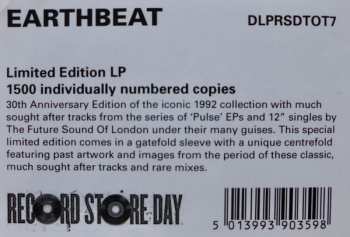 EARTHBEAT DLPRSDTOT7
Limited Edition LP
1500 individually numbered copies
30th Anniversary Edition of the iconic 1992 collection with much
sought after tracks from the series of 'Pulse' EPs and 12" singles by
The Future Sound Of London under their many guises. This special
limited edition comes in a gatefold sleeve with a unique centrefold
featuring past artwork and images from the period of these classic,
much sought after tracks and rare mixes.
RECORD STORE DAY
5 013993 903598